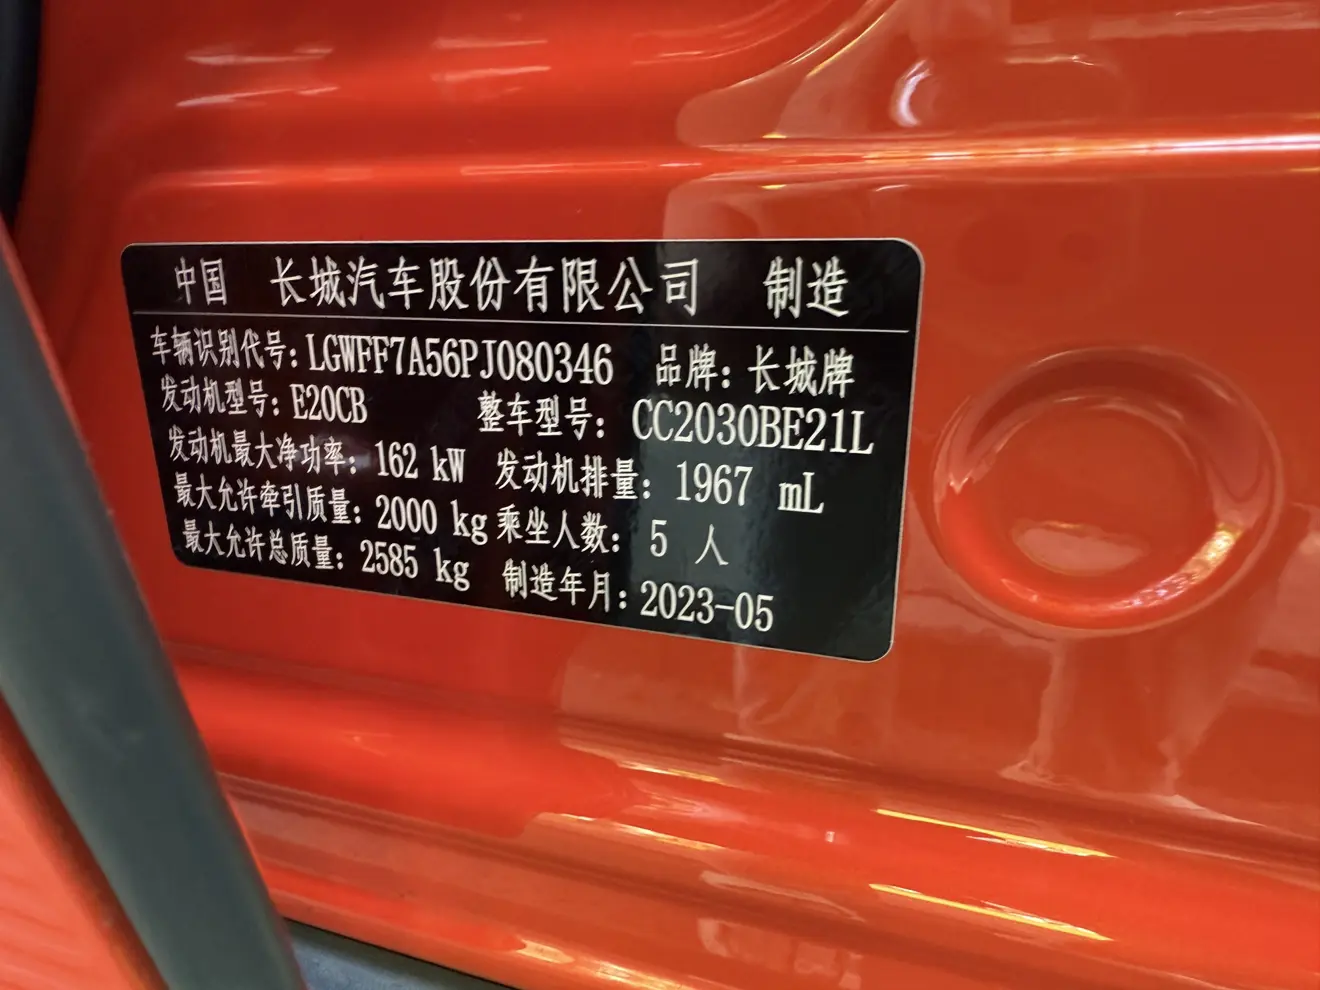 中国 长城汽车股份有限公司 制造
车辆识别代号：LGWFF7A56PJ080346 品牌：长城牌
发动机型号：E20CB 整车型号：CC2030BE21L
发动机最大净功率：162 kW 发动机排量：1967 mL
最大允许牵引质量：2000 kg 乘坐人数：5 人
最大允许总质量：2585 kg 制造年月：2023-05